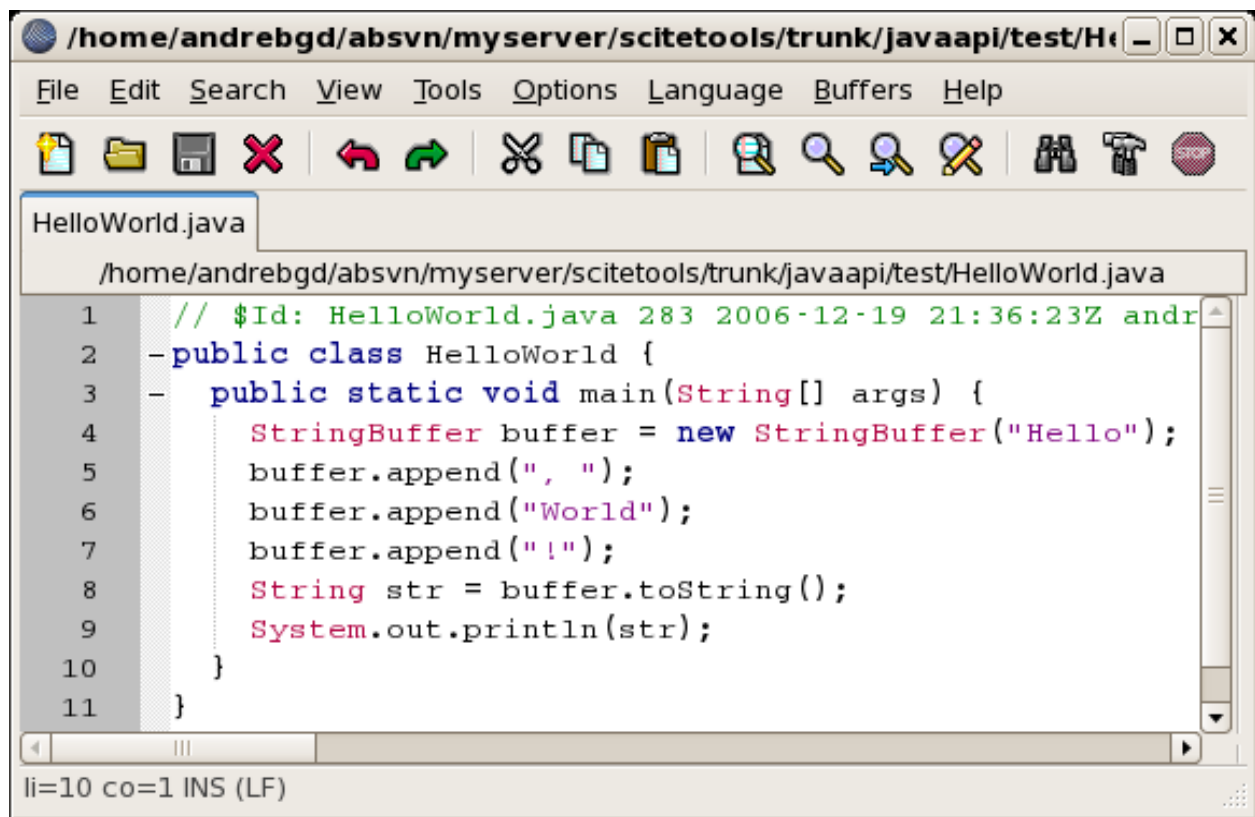 /home/andrebgd/absvn/myserver/scitetools/trunk/javaapi/test/He
File Edit Search View Tools Options Language Buffers Help
STOP
HelloWorld.java
/home/andrebgd/absvn/myserver/scitetools/trunk/javaapi/test/HelloWorld.java
1 // $Id: HelloWorld.java 283 2006-12-19 21:36:23Z andr
2 public class HelloWorld {
3 public static void main(String[] args) {
4 StringBuffer buffer = new StringBuffer("Hello");
5 buffer.append(", ");
6 buffer.append("World");
7 buffer.append("!");
8 String str = buffer.toString();
9 System.out.println(str);
10 }
11 }
li=10 co=1 INS (LF)